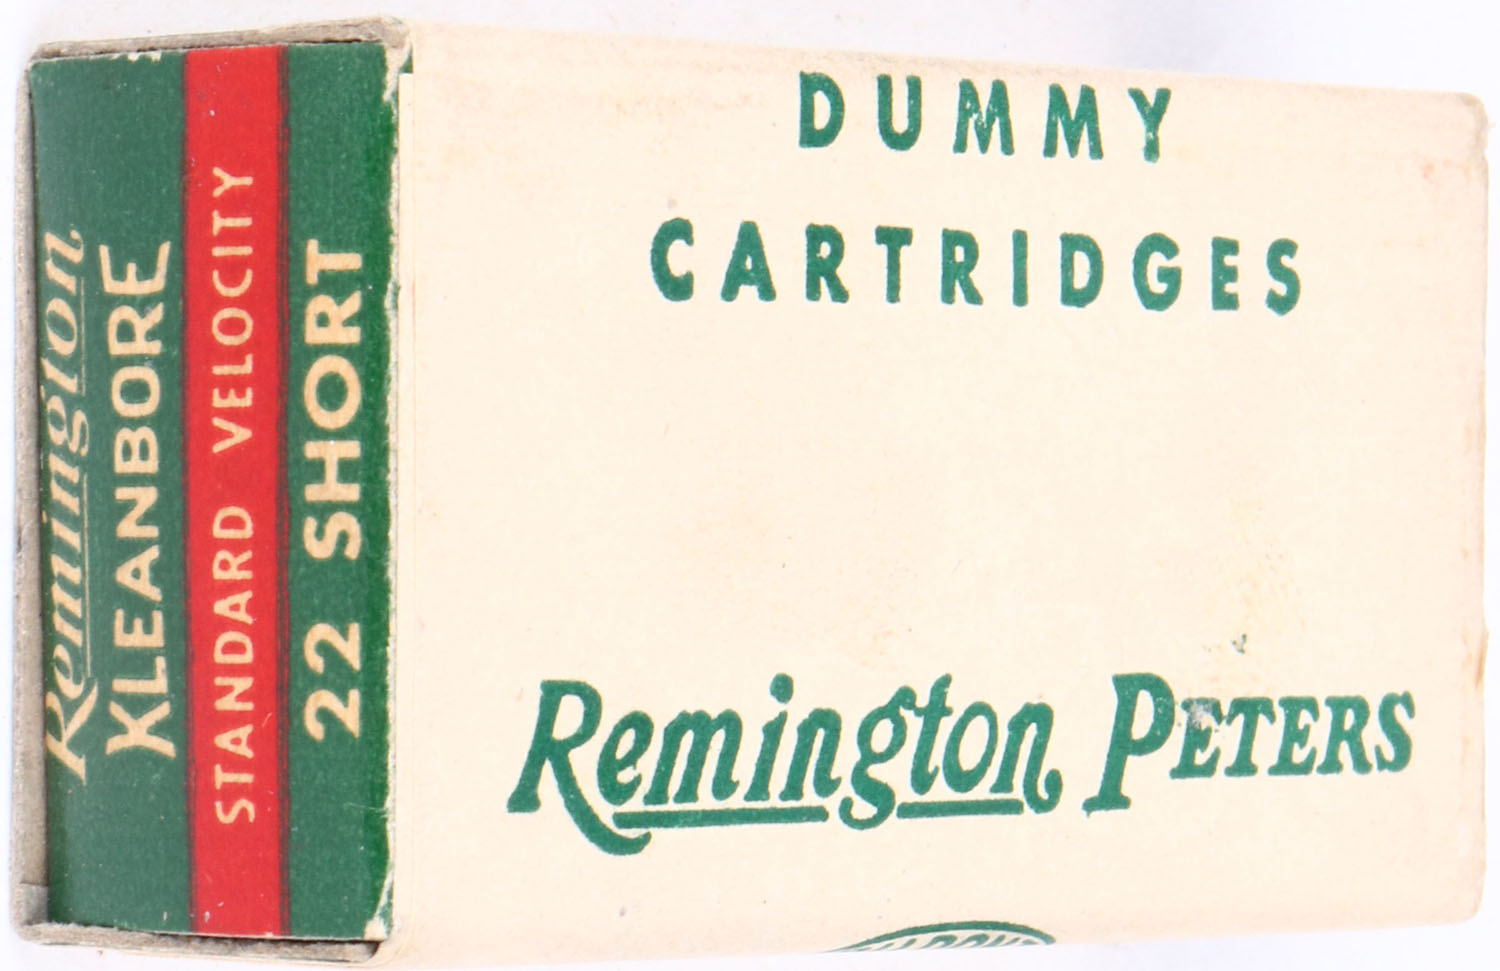 DUMMY
CARTRIDGES
Remington PETERS
Remington
KLEANBORE
STANDARD VELOCITY
22 SHORT